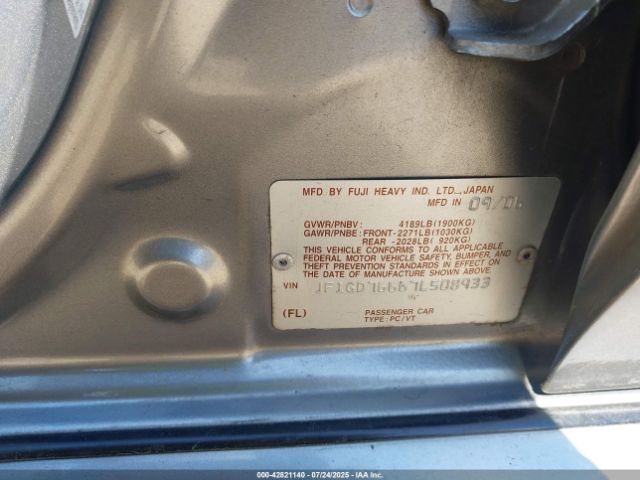 MFD BY FUJI HEAVY IND. LTD., JAPAN
MFD IN 09/06
GVWR/PNBV: 4189LB(1900KG)
GAWR/PNBE: FRONT-2271LB(1030KG)
REAR -2028LB( 920KG)
THIS VEHICLE CONFORMS TO ALL APPLICABLE
FEDERAL MOTOR VEHICLE SAFETY, BUMPER, AND
THEFT PREVENTION STANDARDS IN EFFECT ON
THE DATE OF MANUFACTURE SHOWN ABOVE.
VIN JF1GD76667L508933
(FL) PASSENGER CAR
TYPE: PC/VT
000-42821140 - 07/24/2025 - IAAI.COM